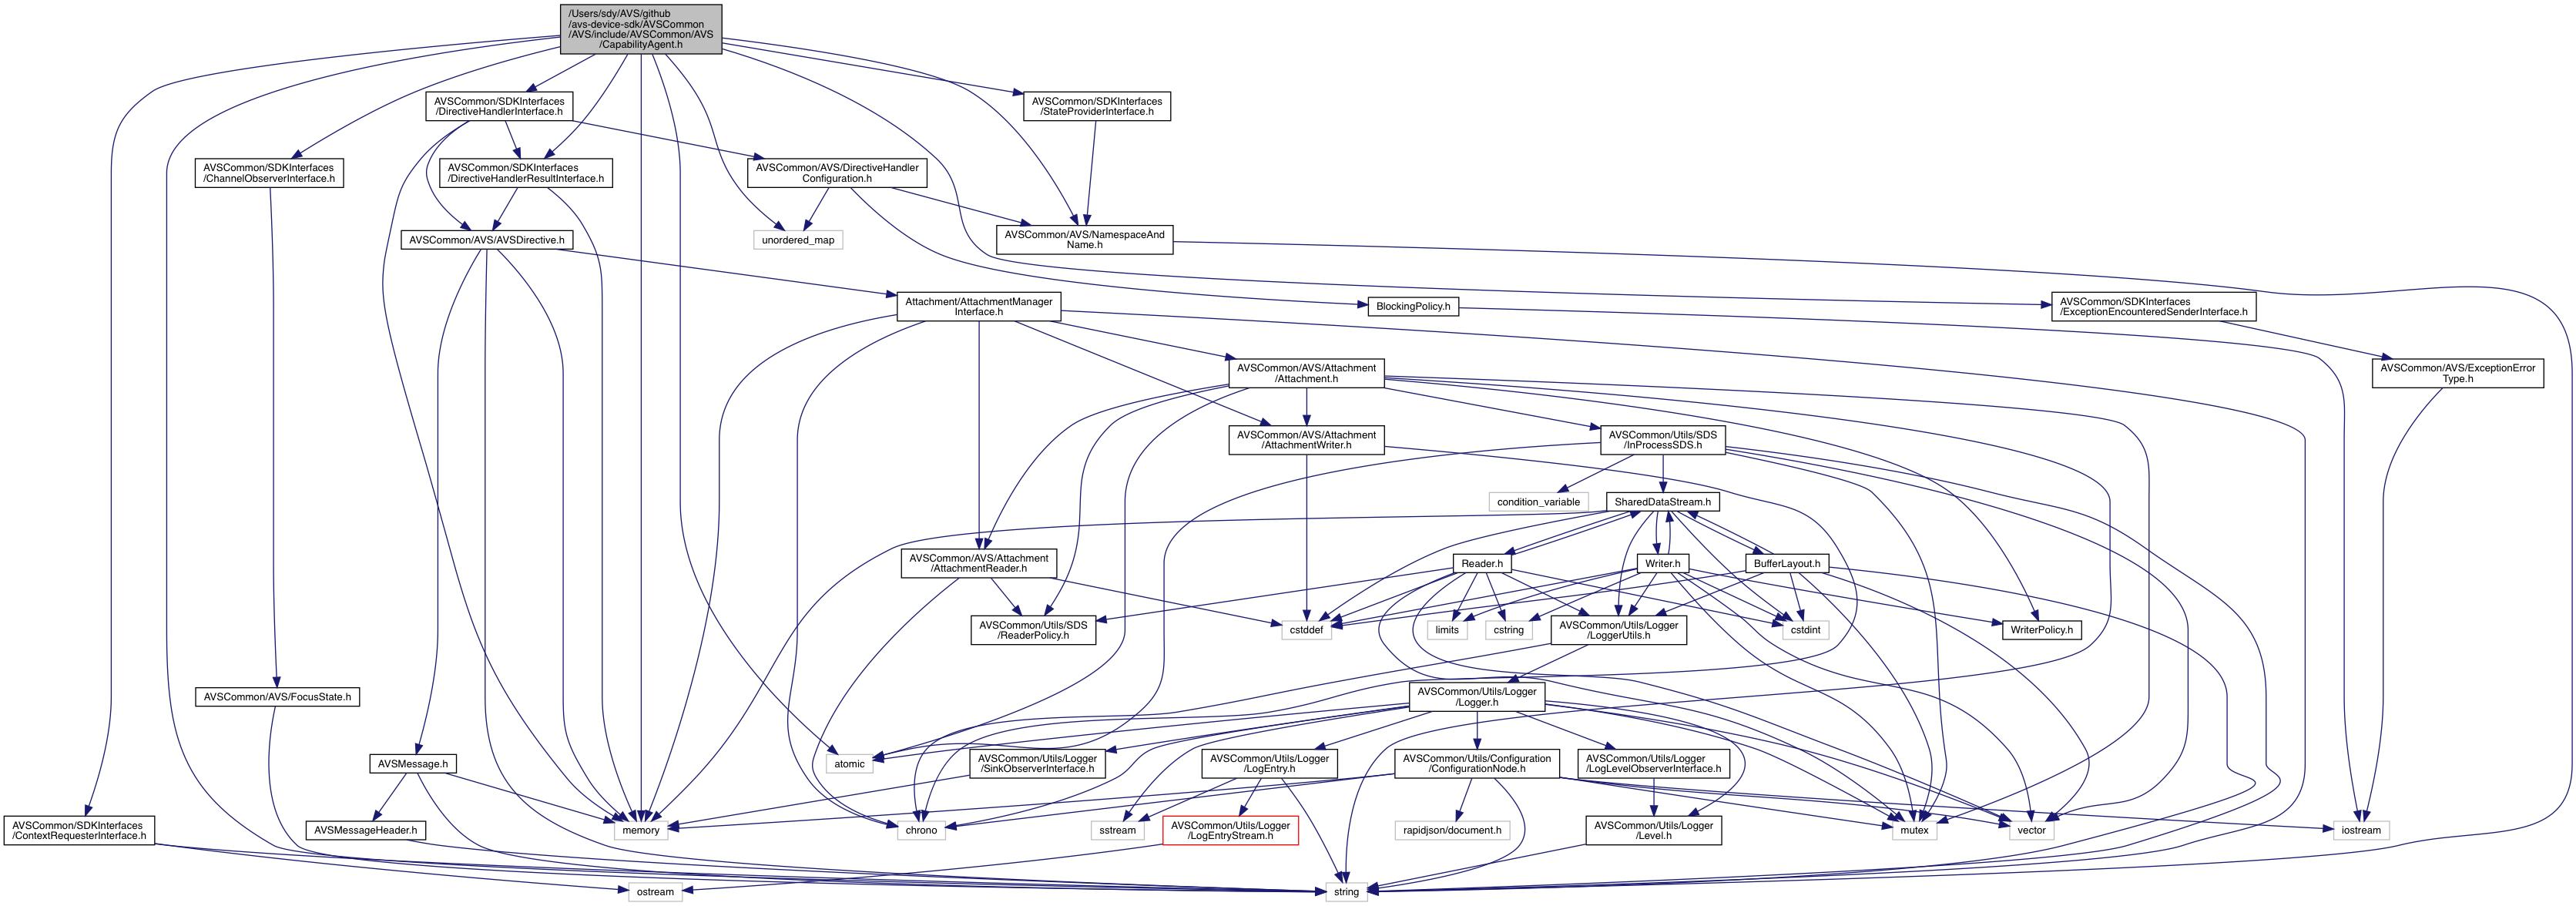 /Users/sdy/AVS/github
/avs-device-sdk/AVSCommon
/AVS/include/AVSCommon/AVS
/CapabilityAgent.h
AVSCommon/SDKInterfaces
/DirectiveHandlerInterface.h
AVSCommon/SDKInterfaces
/StateProviderInterface.h
AVSCommon/SDKInterfaces
/ChannelObserverInterface.h
AVSCommon/SDKInterfaces
/DirectiveHandlerResultInterface.h
AVSCommon/AVS/DirectiveHandler
Configuration.h
AVSCommon/AVS/AVSDirective.h
unordered_map
AVSCommon/AVS/NamespaceAnd
Name.h
Attachment/AttachmentManager
Interface.h
BlockingPolicy.h
AVSCommon/SDKInterfaces
/ExceptionEncounteredSenderInterface.h
AVSCommon/AVS/Attachment
/Attachment.h
AVSCommon/AVS/ExceptionError
Type.h
AVSCommon/AVS/Attachment
/AttachmentWriter.h
AVSCommon/Utils/SDS
/InProcessSDS.h
condition_variable
SharedDataStream.h
AVSCommon/AVS/Attachment
/AttachmentReader.h
Reader.h
Writer.h
BufferLayout.h
AVSCommon/Utils/SDS
/ReaderPolicy.h
cstddef
limits
cstring
AVSCommon/Utils/Logger
/LoggerUtils.h
cstdint
WriterPolicy.h
AVSCommon/AVS/FocusState.h
AVSCommon/Utils/Logger
/Logger.h
AVSMessage.h
atomic
AVSCommon/Utils/Logger
/SinkObserverInterface.h
AVSCommon/Utils/Logger
/LogEntry.h
AVSCommon/Utils/Configuration
/ConfigurationNode.h
AVSCommon/Utils/Logger
/LogLevelObserverInterface.h
AVSCommon/SDKInterfaces
/ContextRequesterInterface.h
AVSMessageHeader.h
memory
chrono
sstream
AVSCommon/Utils/Logger
/LogEntryStream.h
rapidjson/document.h
AVSCommon/Utils/Logger
/Level.h
mutex
vector
iostream
ostream
string